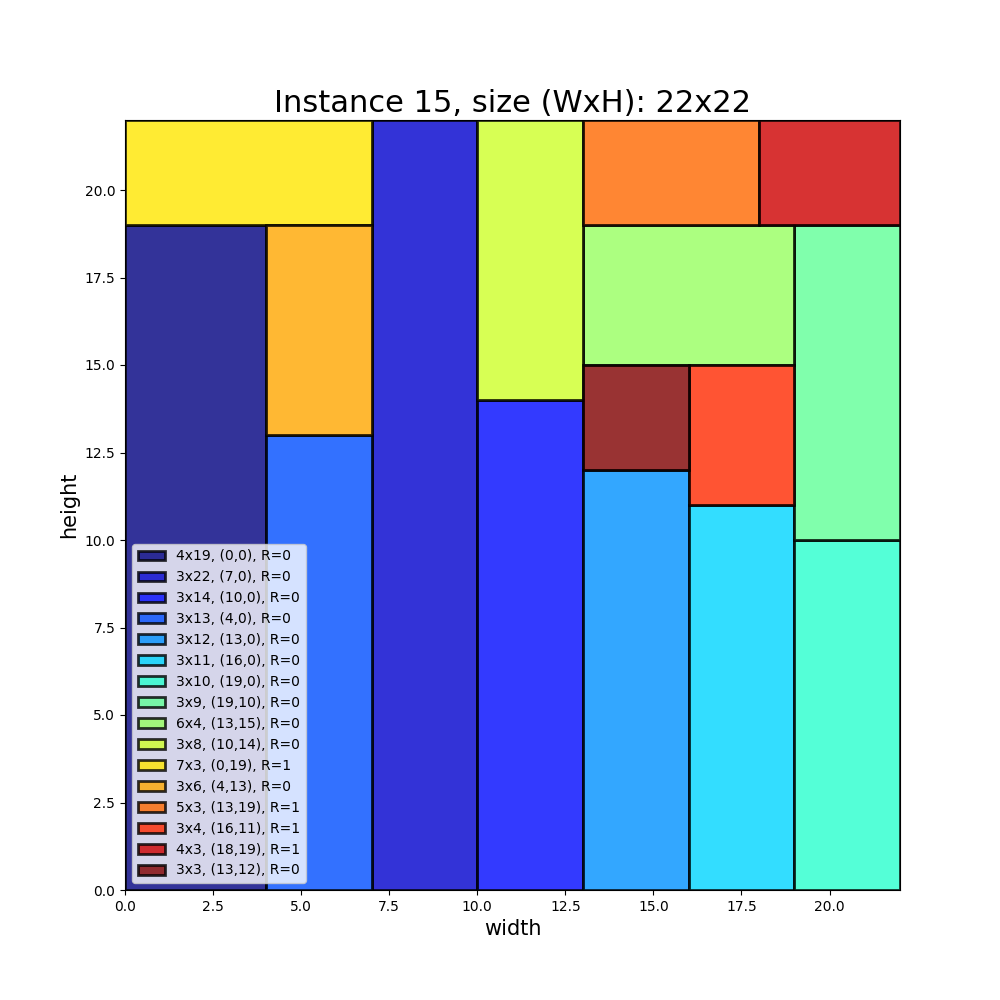 Instance 15, size (WxH): 22x22
20.0
17.5
15.0
12.5
10.0
7.5
5.0
2.5
0.0
height
4x19, (0,0), R=0
3x22, (7,0), R=0
3x14, (10,0), R=0
3x13, (4,0), R=0
3x12, (13,0), R=0
3x11, (16,0), R=0
3x10, (19,0), R=0
3x9, (19,10), R=0
6x4, (13,15), R=0
3x8, (10,14), R=0
7x3, (0,19), R=1
3x6, (4,13), R=0
5x3, (13,19), R=1
3x4, (16,11), R=1
4x3, (18,19), R=1
3x3, (13,12), R=0
0.0 2.5 5.0 7.5 10.0 12.5 15.0 17.5 20.0
width